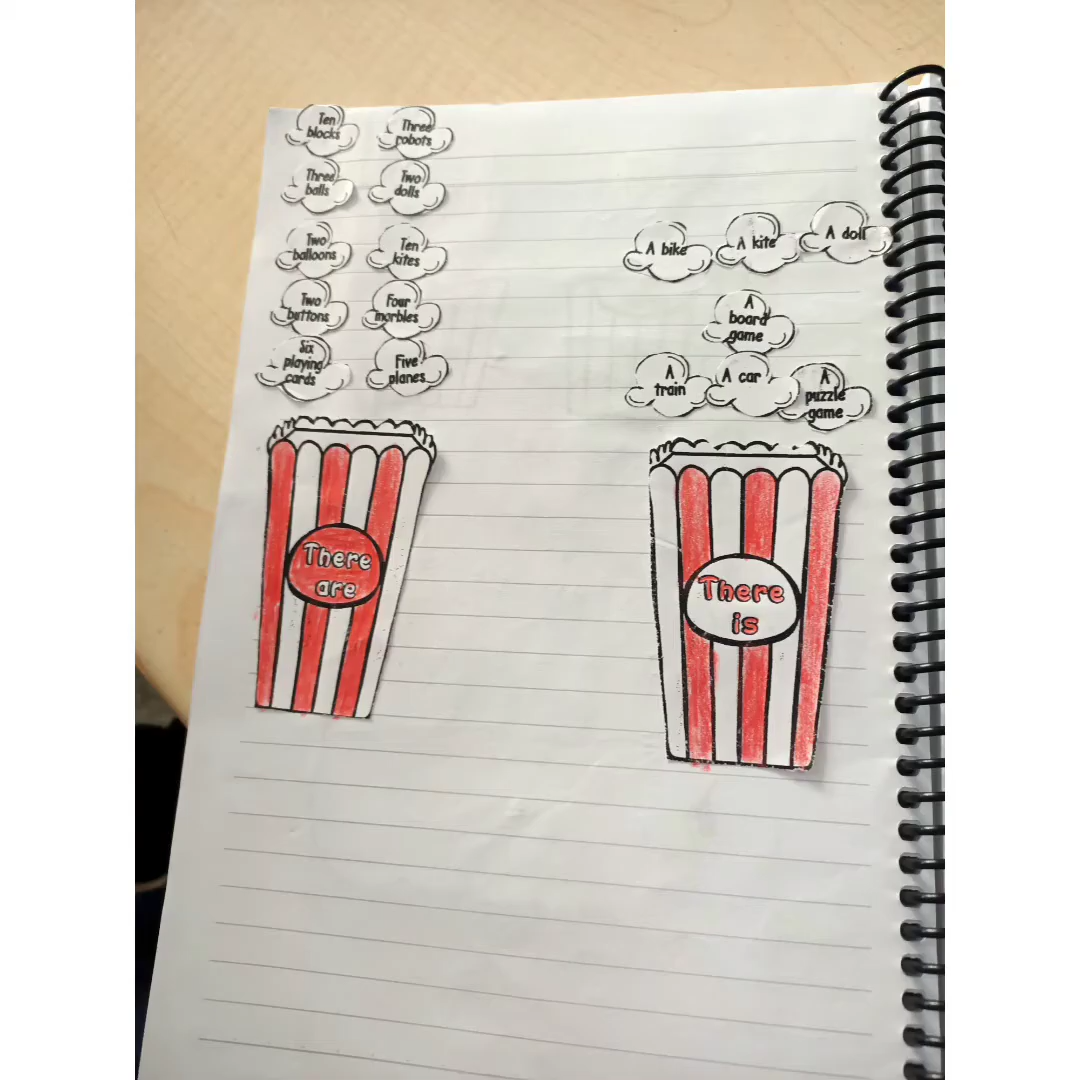 Ten
blocks
Three
robots
Three
balls
Two
dolls
Two
balloons
Ten
kites
Two
buttons
Four
marbles
Six
playing
cards
Five
planes
There
are
A bike
A kite
A doll
A
board
game
A
train
A car
A
puzzle
game
There
is